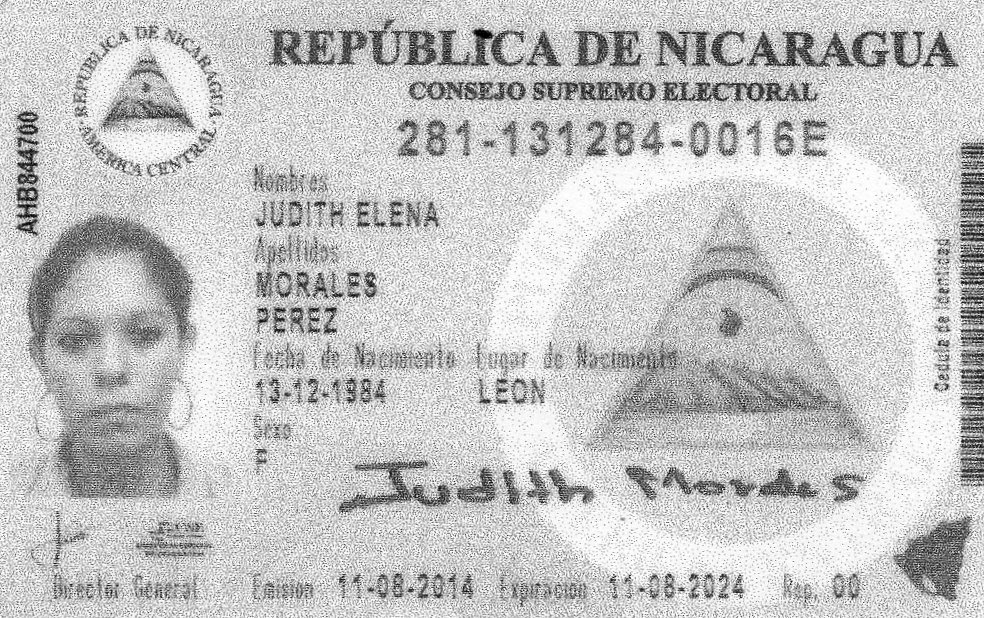 REPÚBLICA DE NICARAGUA
CONSEJO SUPREMO ELECTORAL
281-131284-0016E
REPUBLICA DE NICARAGUA
AMERICA CENTRAL
AHB844700
Nombres
JUDITH ELENA
Apellidos
MORALES
PEREZ
Fecha de Nacimiento Lugar de Nacimiento
13-12-1984 LEON
Sexo
F
Judith Morales
Cedula de Identidad
Director General
Emision 11-08-2014 Expiracion 11-08-2024 Rep. 00